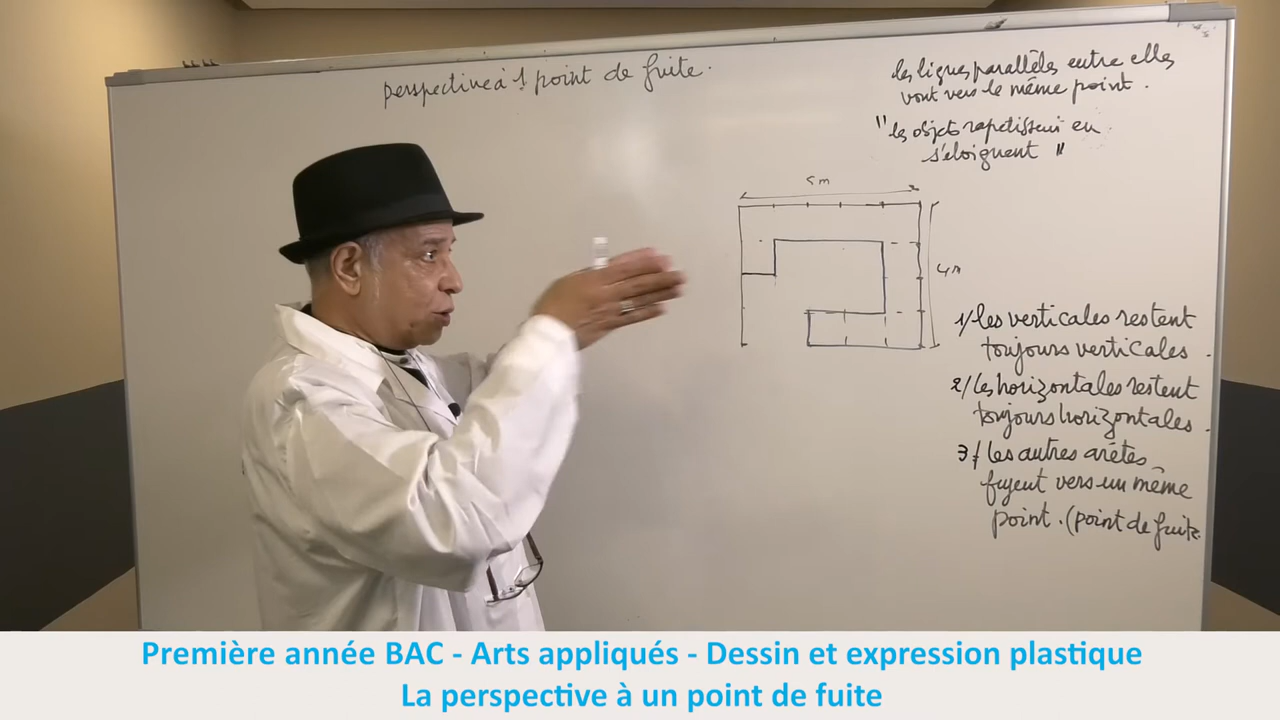 perspective à 1 point de fuite.
les lignes parallèles entre elles
vont vers le même point.
"les objets rapetissent en
s'éloignent"
5m
4m
1/ les verticales restent
toujours verticales.
2/ les horizontales restent
toujours horizontales.
3/ les autres arêtes
fuyent vers un même
point. (point de fuite
Première année BAC - Arts appliqués - Dessin et expression plastique
La perspective à un point de fuite